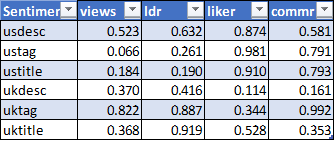 Sentimer views ldr liker commr
usdesc 0.523 0.632 0.874 0.581
ustag 0.066 0.261 0.981 0.791
ustitle 0.184 0.190 0.910 0.793
ukdesc 0.370 0.416 0.114 0.161
uktag 0.822 0.887 0.344 0.992
uktitle 0.368 0.919 0.528 0.353